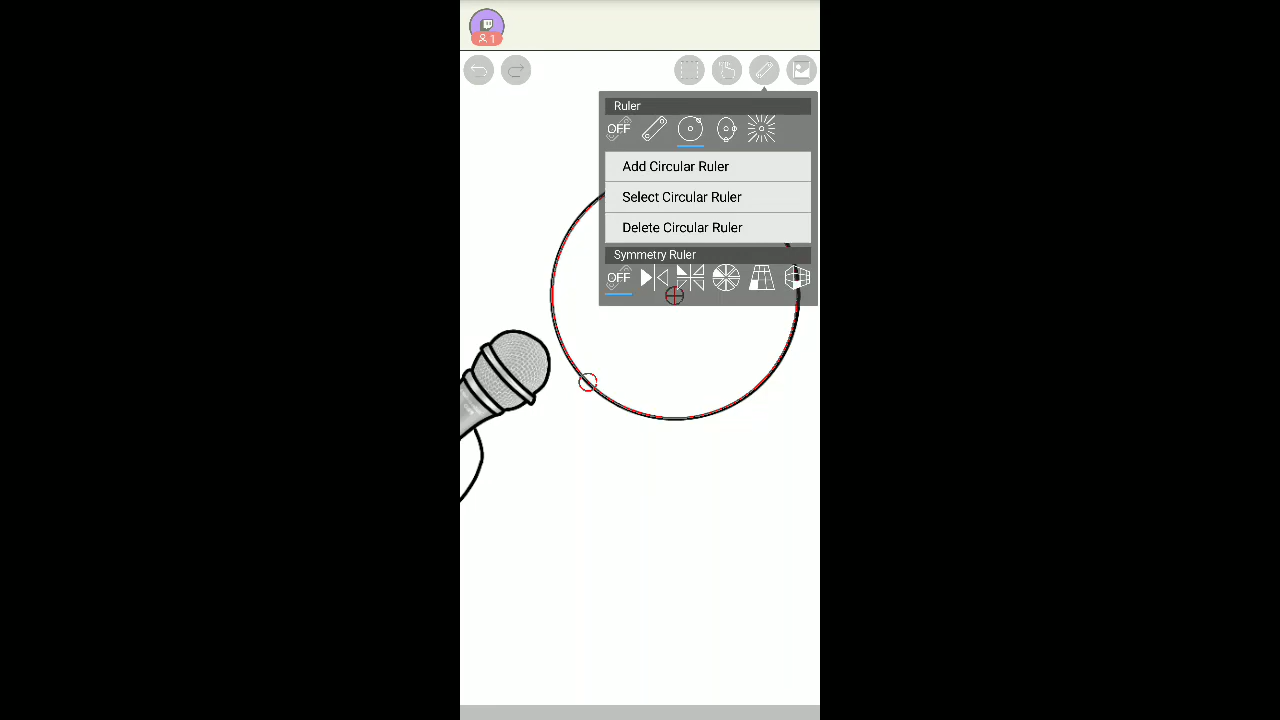 1
Ruler
OFF
Add Circular Ruler
Select Circular Ruler
Delete Circular Ruler
Symmetry Ruler
OFF